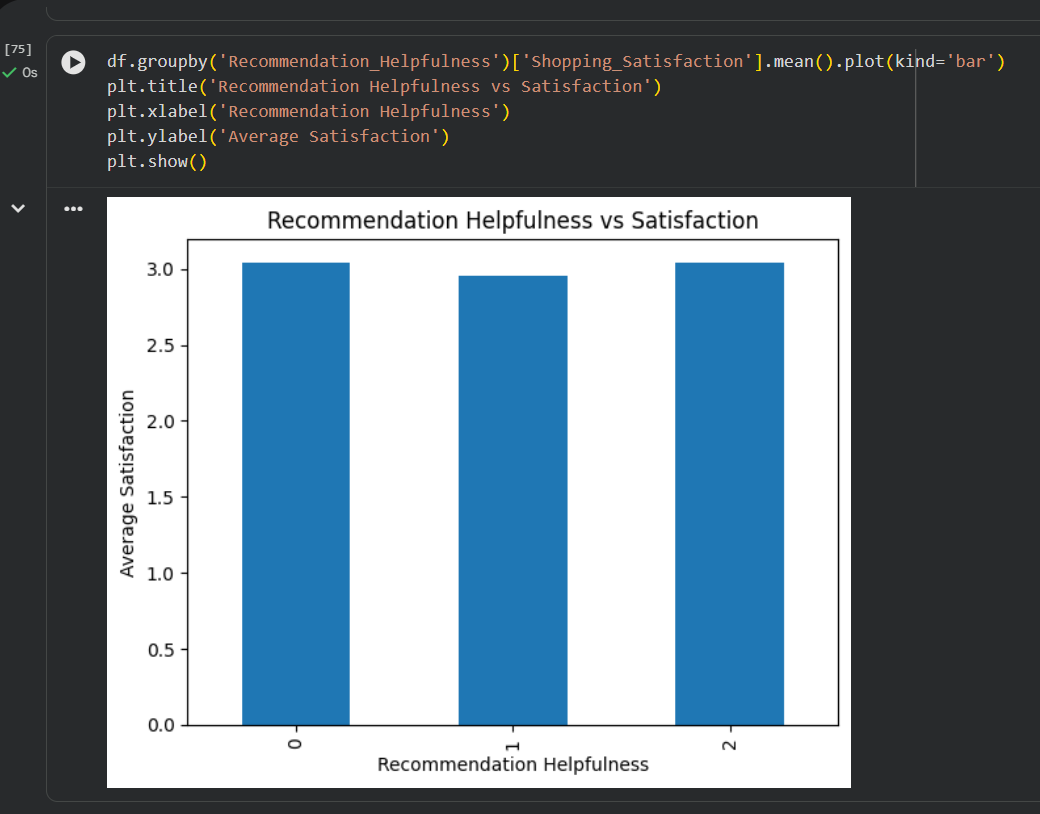 [75]
0s
df.groupby('Recommendation_Helpfulness')['Shopping_Satisfaction'].mean().plot(kind='bar')
plt.title('Recommendation Helpfulness vs Satisfaction')
plt.xlabel('Recommendation Helpfulness')
plt.ylabel('Average Satisfaction')
plt.show()
Recommendation Helpfulness vs Satisfaction
Average Satisfaction
3.0
2.5
2.0
1.5
1.0
0.5
0.0
0
1
2
Recommendation Helpfulness